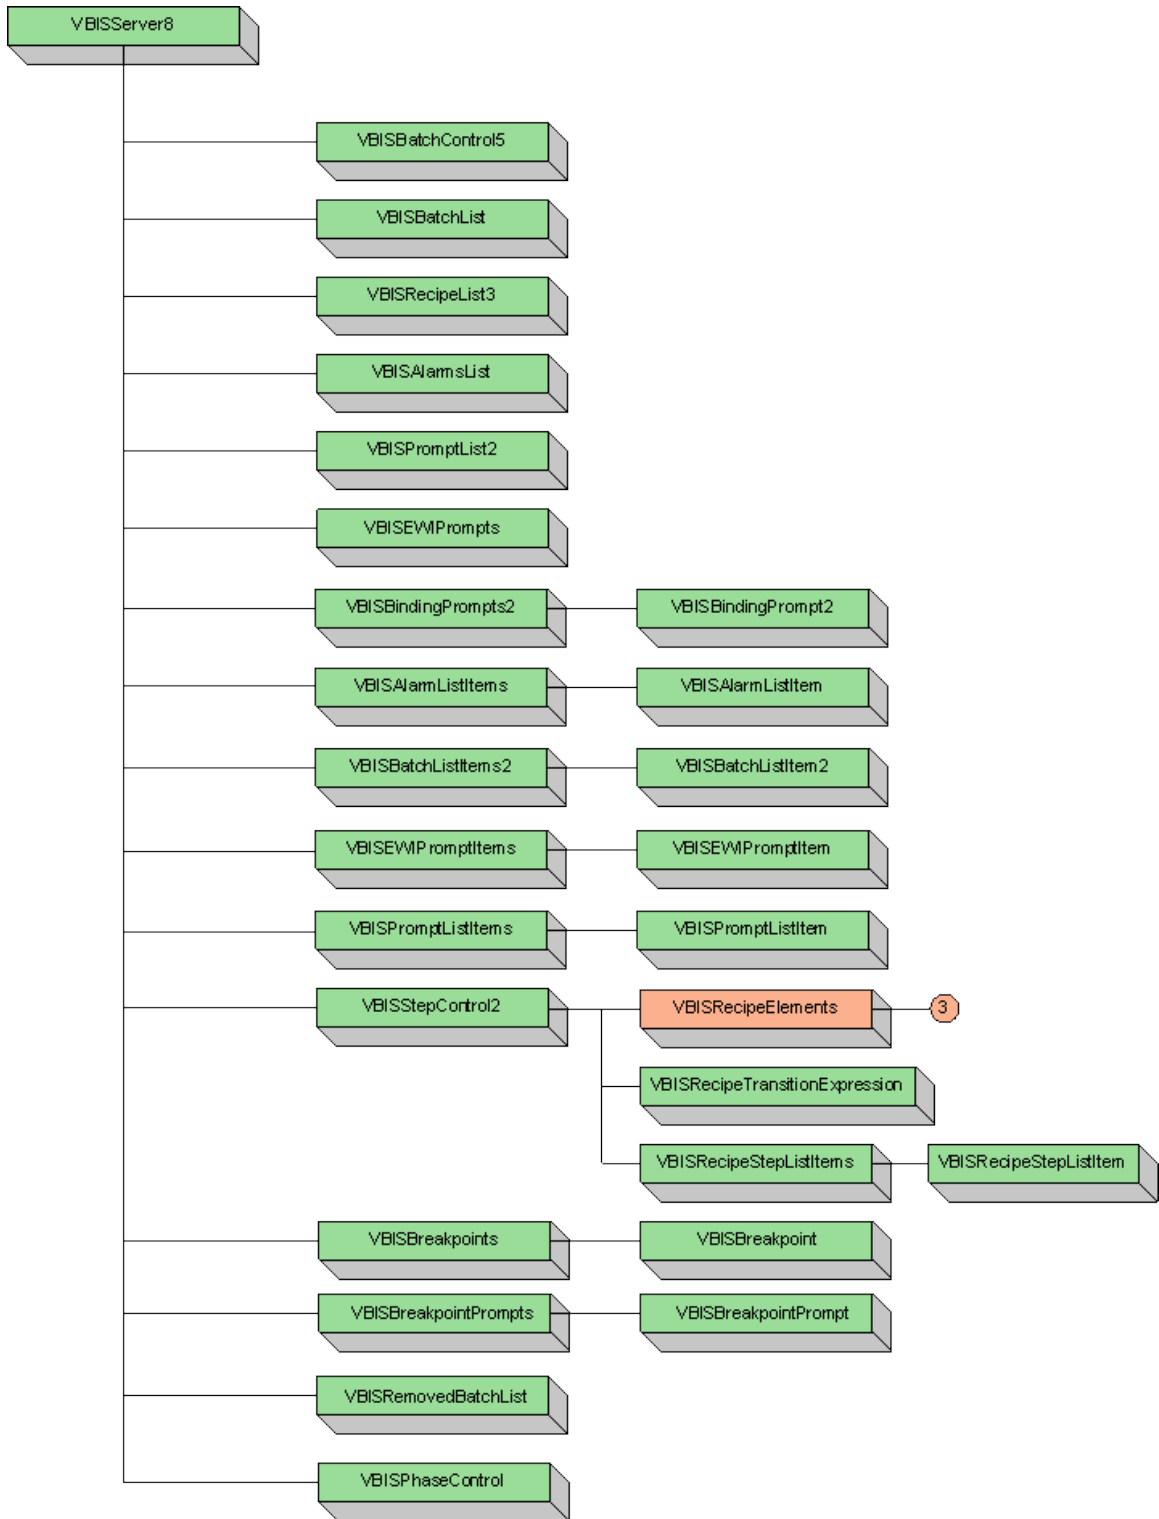 VBISServer8
VBISBatchControl5
VBISBatchList
VBISRecipeList3
VBISAlarmsList
VBISPromptList2
VBISEWIPrompts
VBISBindingPrompts2
VBISBindingPrompt2
VBISAlarmListItems
VBISAlarmListItem
VBISBatchListItems2
VBISBatchListItem2
VBISEWIPromptItems
VBISEWIPromptItem
VBISPromptListItems
VBISPromptListItem
VBISStepControl2
VBISRecipeElements
3
VBISRecipeTransitionExpression
VBISRecipeStepListItems
VBISRecipeStepListItem
VBISBreakpoints
VBISBreakpoint
VBISBreakpointPrompts
VBISBreakpointPrompt
VBISRemovedBatchList
VBISPhaseControl